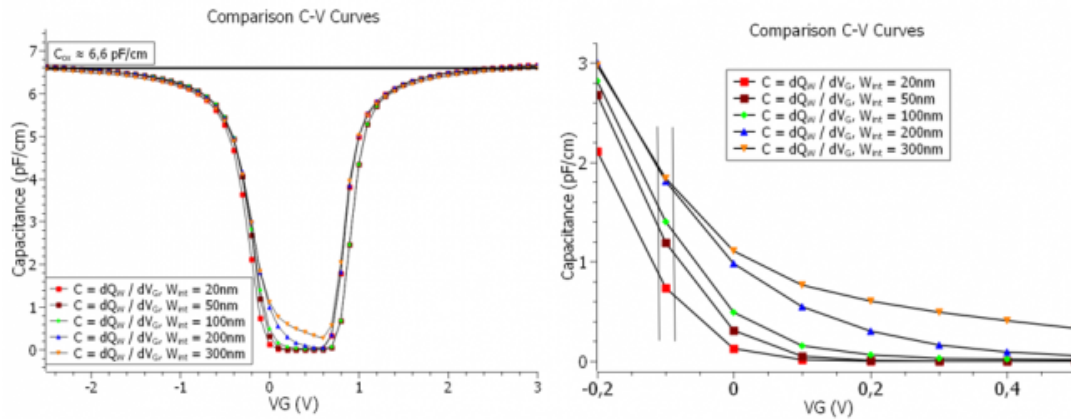 Comparison C-V Curves
Capacitance (pF/cm)
7
6
5
4
3
2
1
0
Cox ≈ 6,6 pF/cm
C = dQW / dVG, Wint = 20nm
C = dQW / dVG, Wint = 50nm
C = dQW / dVG, Wint = 100nm
C = dQW / dVG, Wint = 200nm
C = dQW / dVG, Wint = 300nm
-2 -1 0 1 2 3
VG (V)
Comparison C-V Curves
Capacitance (pF/cm)
3
2
1
0
C = dQW / dVG, Wint = 20nm
C = dQW / dVG, Wint = 50nm
C = dQW / dVG, Wint = 100nm
C = dQW / dVG, Wint = 200nm
C = dQW / dVG, Wint = 300nm
-0,2 0 0,2 0,4
VG (V)